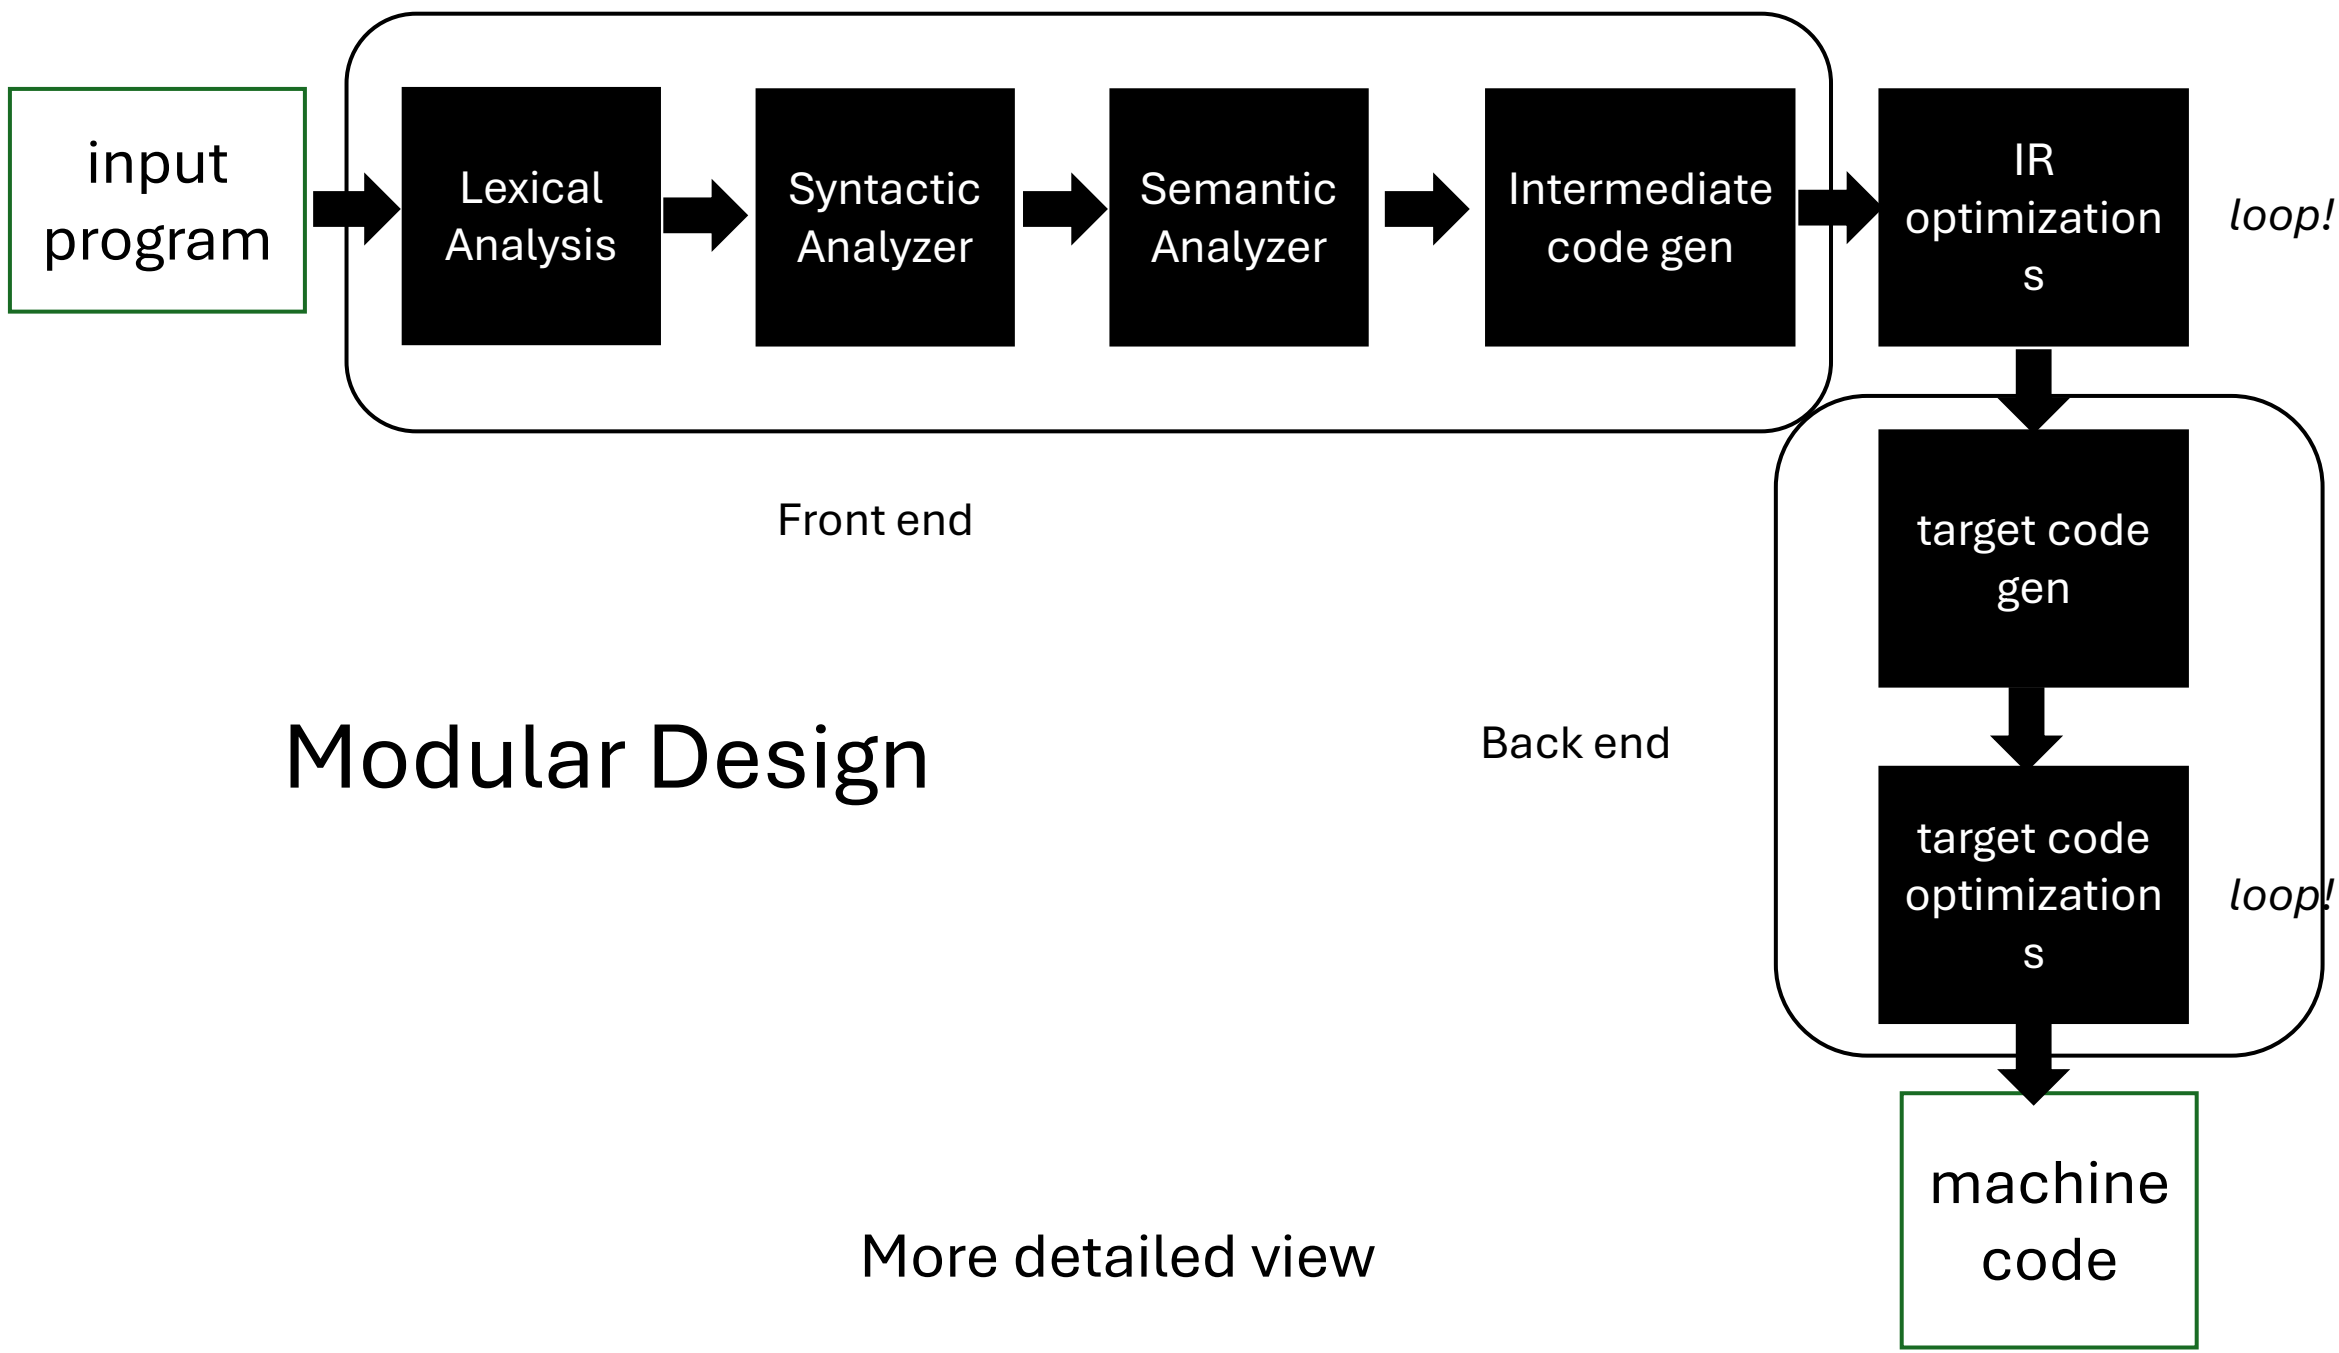 input
program
Lexical
Analysis
Syntactic
Analyzer
Semantic
Analyzer
Intermediate
code gen
IR
optimization
s
loop!
Front end
target code
gen
Modular Design
Back end
target code
optimization
s
loop!
machine
code
More detailed view